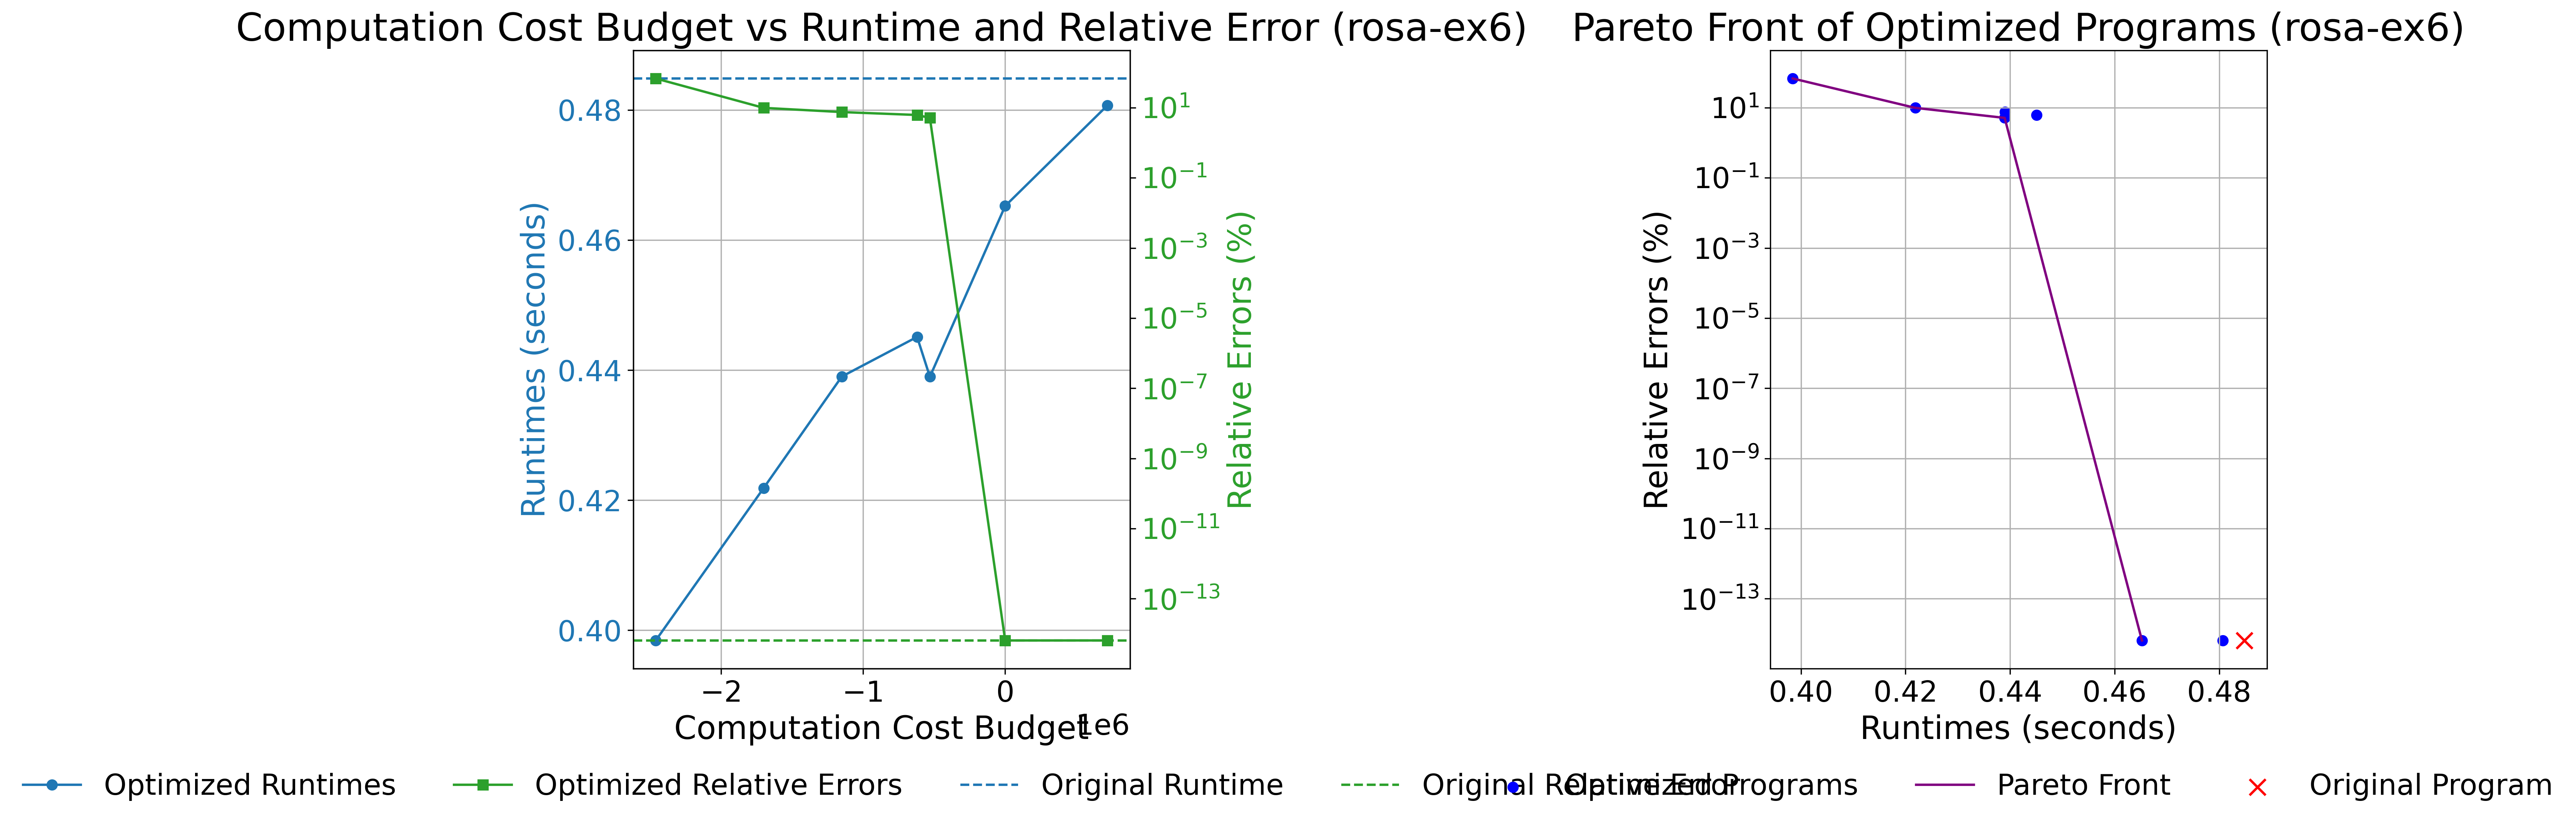 Computation Cost Budget vs Runtime and Relative Error (rosa-ex6)
Runtimes (seconds)
0.48
0.46
0.44
0.42
0.40
10^1
10^-1
10^-3
10^-5
10^-7
10^-9
10^-11
10^-13
Relative Errors (%)
−2 −1 0
Computation Cost Budget
1e6
Pareto Front of Optimized Programs (rosa-ex6)
Relative Errors (%)
10^1
10^-1
10^-3
10^-5
10^-7
10^-9
10^-11
10^-13
0.40 0.42 0.44 0.46 0.48
Runtimes (seconds)
Optimized Runtimes
Optimized Relative Errors
Original Runtime
Original Relative Error
Optimized Programs
Pareto Front
Original Program